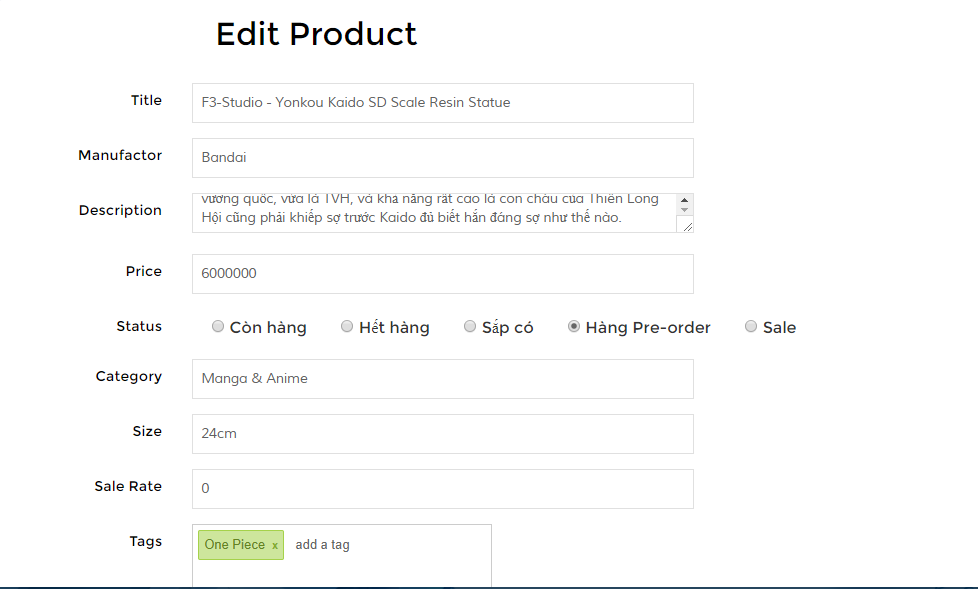 Edit Product
Title
F3-Studio - Yonkou Kaido SD Scale Resin Statue
Manufactor
Bandai
Description
vương quốc, vừa là TVH, và khả năng rất cao là con cháu của Thiên Long
Hội cũng phải khiếp sợ trước Kaido đủ biết hắn đáng sợ như thế nào.
Price
6000000
Status
Còn hàng
Hết hàng
Sắp có
Hàng Pre-order
Sale
Category
Manga & Anime
Size
24cm
Sale Rate
0
Tags
One Piece x
add a tag